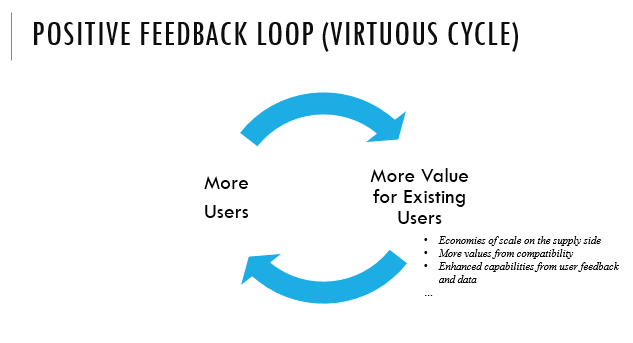 POSITIVE FEEDBACK LOOP (VIRTUOUS CYCLE)
More
Users
More Value
for Existing
Users
• Economies of scale on the supply side
• More values from compatibility
• Enhanced capabilities from user feedback
and data
...